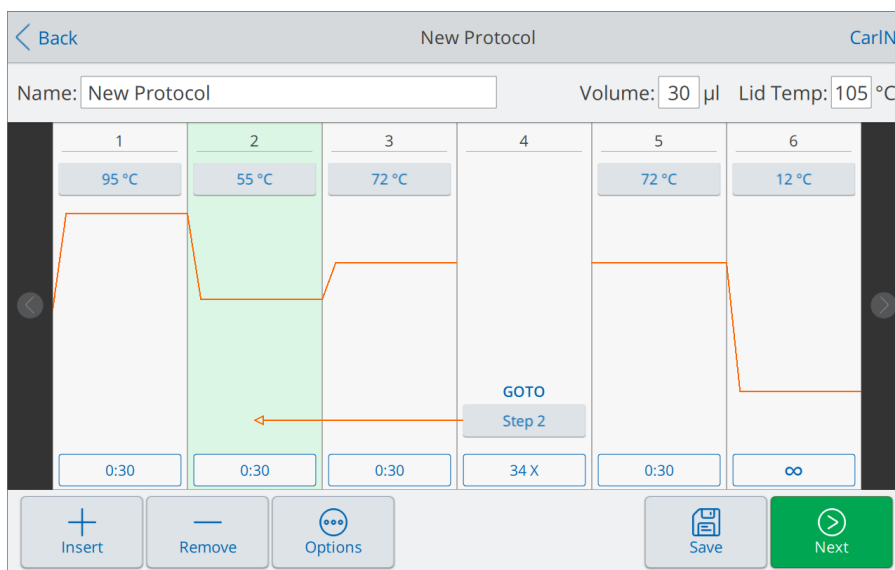 Back New Protocol CarlN
Name: New Protocol Volume: 30 µl Lid Temp: 105 °C
1 2 3 4 5 6
95 °C 55 °C 72 °C 72 °C 12 °C
GOTO
Step 2
0:30 0:30 0:30 34 X 0:30 ∞
Insert Remove Options Save Next